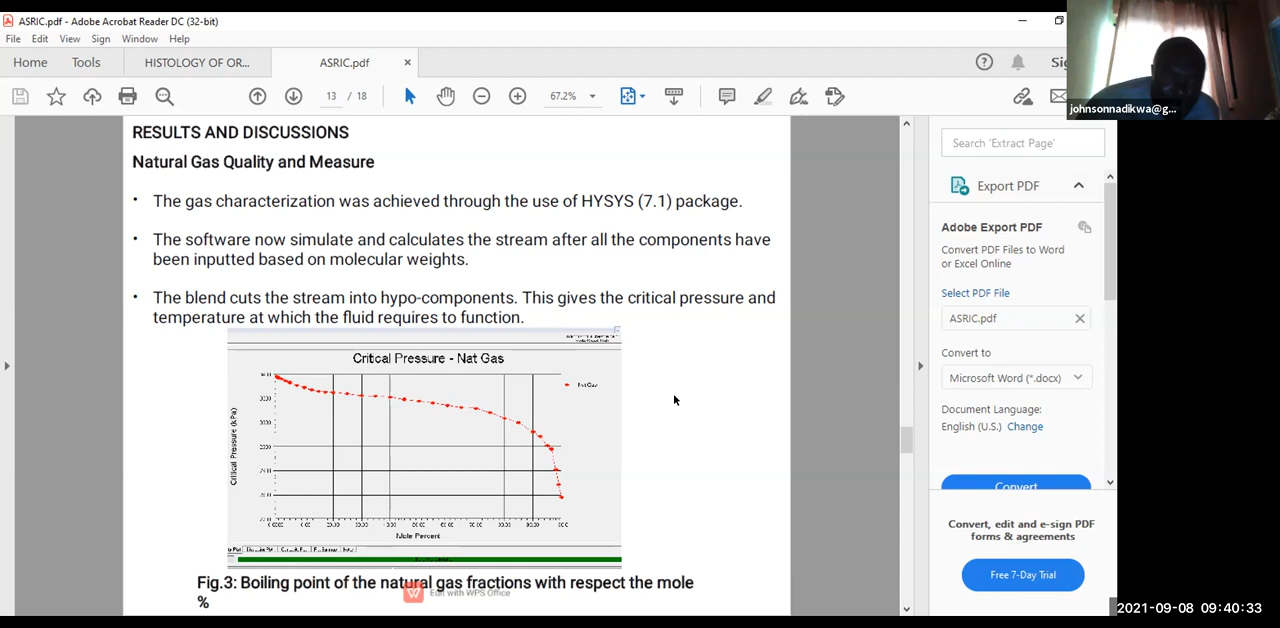 ASRIC.pdf - Adobe Acrobat Reader DC (32-bit)
File Edit View Sign Window Help
Home Tools HISTOLOGY OF OR... ASRIC.pdf
13 / 18 67.2%
johnsonnadikwa@g...
RESULTS AND DISCUSSIONS
Natural Gas Quality and Measure
• The gas characterization was achieved through the use of HYSYS (7.1) package.
• The software now simulate and calculates the stream after all the components have
been inputted based on molecular weights.
• The blend cuts the stream into hypo-components. This gives the critical pressure and
temperature at which the fluid requires to function.
Critical Pressure - Nat Gas
Nat Gas
Critical Pressure (kPa)
Mole Percent
Fig.3: Boiling point of the natural gas fractions with respect the mole
%
Edit with WPS Office
Search 'Extract Page'
Export PDF
Adobe Export PDF
Convert PDF Files to Word
or Excel Online
Select PDF File
ASRIC.pdf
Convert to
Microsoft Word (*.docx)
Document Language:
English (U.S.) Change
Convert
Convert, edit and e-sign PDF
forms & agreements
Free 7-Day Trial
2021-09-08 09:40:33